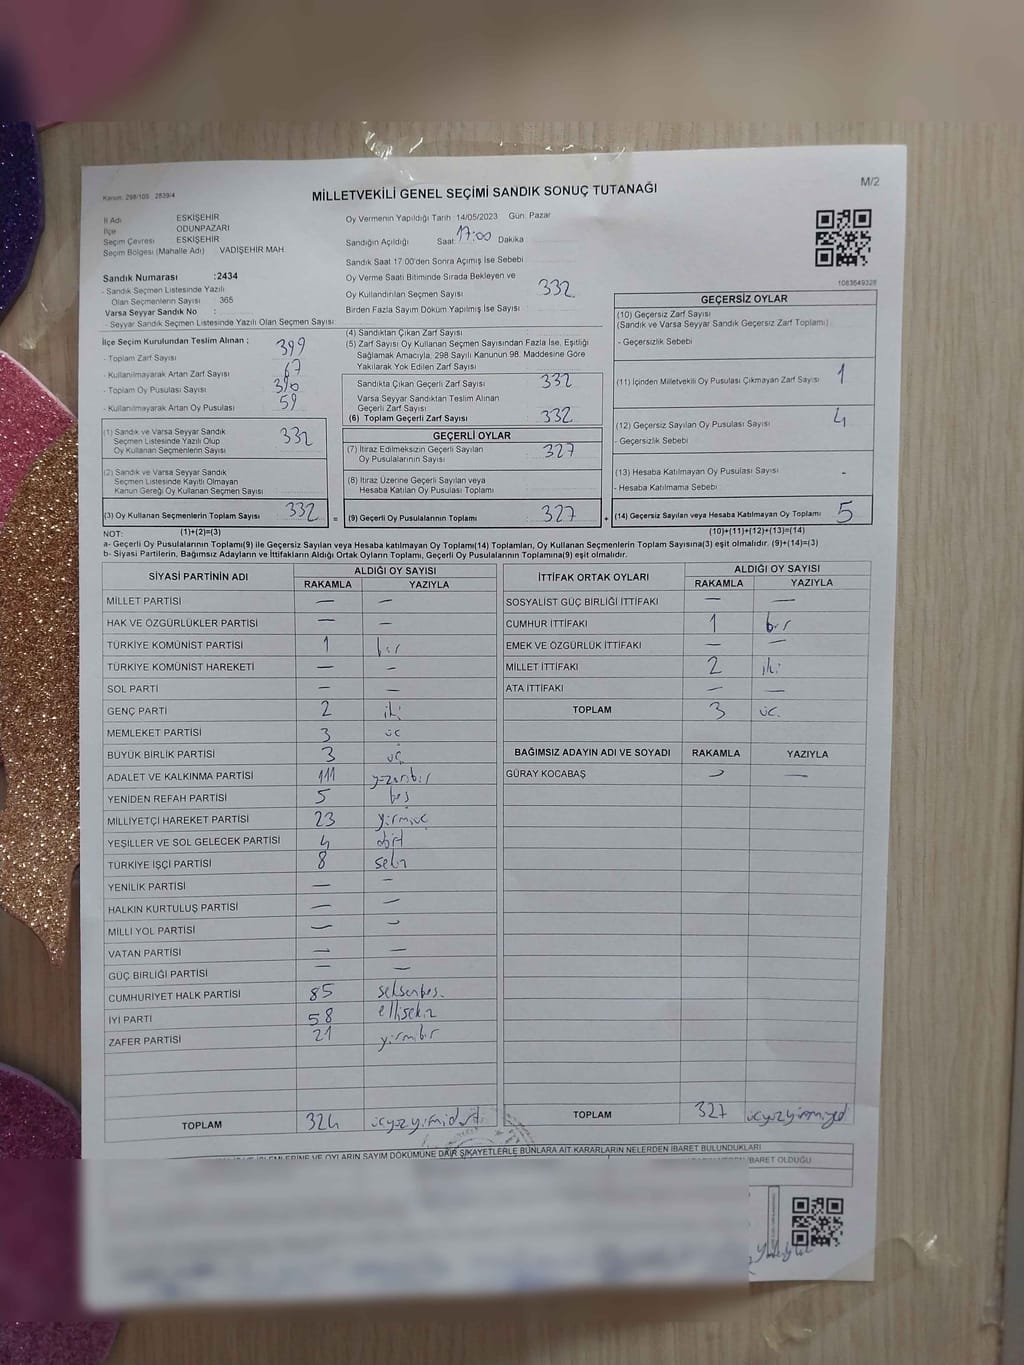 Kanun: 298/105 2839/4
MİLLETVEKİLİ GENEL SEÇİMİ SANDIK SONUÇ TUTANAĞI
M/2
İl Adı ESKİŞEHİR
İlçe ODUNPAZARI
Seçim Çevresi ESKİŞEHİR
Seçim Bölgesi (Mahalle Adı) VADİŞEHİR MAH
Oy Vermenin Yapıldığı Tarih 14/05/2023 Gün: Pazar
Sandığın Açıldığı Saat 17:00 Dakika
Sandık Saat 17:00'den Sonra Açımış İse Sebebi
Sandık Numarası :2434
- Sandık Seçmen Listesinde Yazılı
Olan Seçmenlerin Sayısı : 365
Varsa Seyyar Sandık No :
- Seyyar Sandık Seçmen Listesinde Yazılı Olan Seçmen Sayısı :
Oy Verme Saati Bitiminde Sırada Bekleyen ve
Oy Kullandırılan Seçmen Sayısı 332
Birden Fazla Sayım Döküm Yapılmış İse Sayısı :
1083649328
İlçe Seçim Kurulundan Teslim Alınan ;
- Toplam Zarf Sayısı 399
- Kullanılmayarak Artan Zarf Sayısı 67
- Toplam Oy Pusulası Sayısı 390
- Kullanılmayarak Artan Oy Pusulası 59
(1) Sandık ve Varsa Seyyar Sandık
Seçmen Listesinde Yazılı Olup
Oy Kullanan Seçmenlerin Sayısı 332
(2) Sandık ve Varsa Seyyar Sandık
Seçmen Listesinde Kayıtlı Olmayan
Kanun Gereği Oy Kullanan Seçmen Sayısı
(3) Oy Kullanan Seçmenlerin Toplam Sayısı 332
(4) Sandıktan Çıkan Zarf Sayısı
(5) Zarf Sayısı Oy Kullanan Seçmen Sayısından Fazla İse, Eşitliği
Sağlamak Amacıyla, 298 Sayılı Kanunun 98. Maddesine Göre
Yakılarak Yok Edilen Zarf Sayısı
Sandıkta Çıkan Geçerli Zarf Sayısı 332
Varsa Seyyar Sandıktan Teslim Alınan
Geçerli Zarf Sayısı
(6) Toplam Geçerli Zarf Sayısı 332
GEÇERLİ OYLAR
(7) İtiraz Edilmeksizin Geçerli Sayılan
Oy Pusulalarının Sayısı 327
(8) İtiraz Üzerine Geçerli Sayılan veya
Hesaba Katılan Oy Pusulası Toplamı
= (9) Geçerli Oy Pusulalarının Toplamı 327
GEÇERSİZ OYLAR
(10) Geçersiz Zarf Sayısı
(Sandık ve Varsa Seyyar Sandık Geçersiz Zarf Toplamı)
- Geçersizlik Sebebi
(11) İçinden Milletvekili Oy Pusulası Çıkmayan Zarf Sayısı 1
(12) Geçersiz Sayılan Oy Pusulası Sayısı 4
- Geçersizlik Sebebi
(13) Hesaba Katılmayan Oy Pusulası Sayısı -
- Hesaba Katılmama Sebebi
+ (14) Geçersiz Sayılan veya Hesaba Katılmayan Oy Toplamı 5
NOT: (1)+(2)=(3) (10)+(11)+(12)+(13)=(14)
a- Geçerli Oy Pusulalarının Toplamı(9) ile Geçersiz Sayılan veya Hesaba katılmayan Oy Toplamı(14) Toplamları, Oy Kullanan Seçmenlerin Toplam Sayısına(3) eşit olmalıdır. (9)+(14)=(3)
b- Siyasi Partilerin, Bağımsız Adayların ve İttifakların Aldığı Ortak Oyların Toplamı, Geçerli Oy Pusulalarının Toplamına(9) eşit olmalıdır.
SİYASİ PARTİNİN ADI ALDIĞI OY SAYISI
RAKAMLA YAZIYLA
MİLLET PARTİSİ — —
HAK VE ÖZGÜRLÜKLER PARTİSİ — —
TÜRKİYE KOMÜNİST PARTİSİ 1 bir
TÜRKİYE KOMÜNİST HAREKETİ — —
SOL PARTİ — —
GENÇ PARTİ 2 iki
MEMLEKET PARTİSİ 3 üç
BÜYÜK BİRLİK PARTİSİ 3 üç
ADALET VE KALKINMA PARTİSİ 111 yüzonbir
YENİDEN REFAH PARTİSİ 5 beş
MİLLİYETÇİ HAREKET PARTİSİ 23 yirmiüç
YEŞİLLER VE SOL GELECEK PARTİSİ 4 dört
TÜRKİYE İŞÇİ PARTİSİ 8 sekiz
YENİLİK PARTİSİ — —
HALKIN KURTULUŞ PARTİSİ — —
MİLLİ YOL PARTİSİ — —
VATAN PARTİSİ — —
GÜÇ BİRLİĞİ PARTİSİ — —
CUMHURİYET HALK PARTİSİ 85 seksenbeş.
İYİ PARTİ 58 ellisekiz
ZAFER PARTİSİ 21 yirmibir
TOPLAM 324 üçyüzyirmidört
İTTİFAK ORTAK OYLARI ALDIĞI OY SAYISI
RAKAMLA YAZIYLA
SOSYALİST GÜÇ BİRLİĞİ İTTİFAKI — —
CUMHUR İTTİFAKI 1 bir
EMEK VE ÖZGÜRLÜK İTTİFAKI — —
MİLLET İTTİFAKI 2 iki
ATA İTTİFAKI — —
TOPLAM 3 üç.
BAĞIMSIZ ADAYIN ADI VE SOYADI RAKAMLA YAZIYLA
GÜRAY KOCABAŞ — —
TOPLAM 327 üçyüzyirmiyedi
İŞLEMLERİNE VE OYLARIN SAYIM DÖKÜMÜNE DAİR ŞİKAYETLERLE BUNLARA AİT KARARLARIN NELERDEN İBARET BULUNDUKLARI
İBARET OLDUĞU